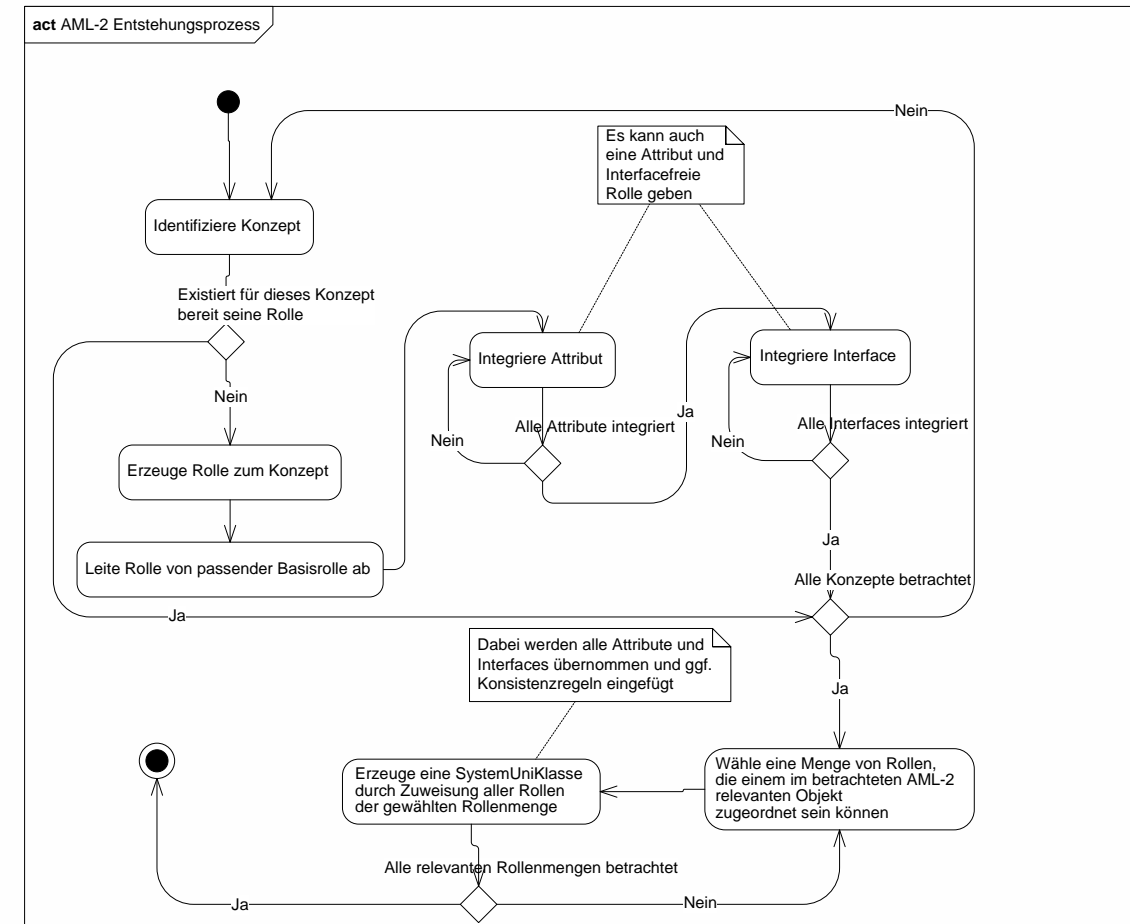 act AML-2 Entstehungsprozess
Nein
Es kann auch
eine Attribut und
Interfacefreie
Rolle geben
Identifiziere Konzept
Existiert für dieses Konzept
bereit seine Rolle
Integriere Attribut
Integriere Interface
Nein
Ja
Alle Attribute integriert
Alle Interfaces integriert
Nein
Nein
Erzeuge Rolle zum Konzept
Ja
Leite Rolle von passender Basisrolle ab
Alle Konzepte betrachtet
Ja
Dabei werden alle Attribute und
Interfaces übernommen und ggf.
Konsistenzregeln eingefügt
Ja
Wähle eine Menge von Rollen,
die einem im betrachteten AML-2
relevanten Objekt
zugeordnet sein können
Erzeuge eine SystemUniKlasse
durch Zuweisung aller Rollen
der gewählten Rollenmenge
Alle relevanten Rollenmengen betrachtet
Ja
Nein